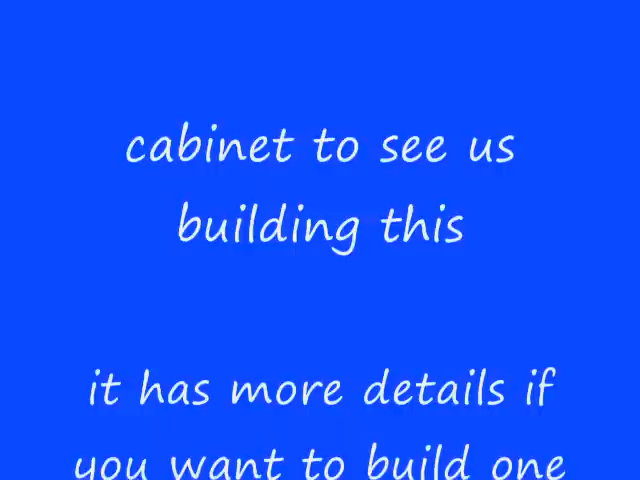 cabinet to see us
building this
it has more details if
you want to build one